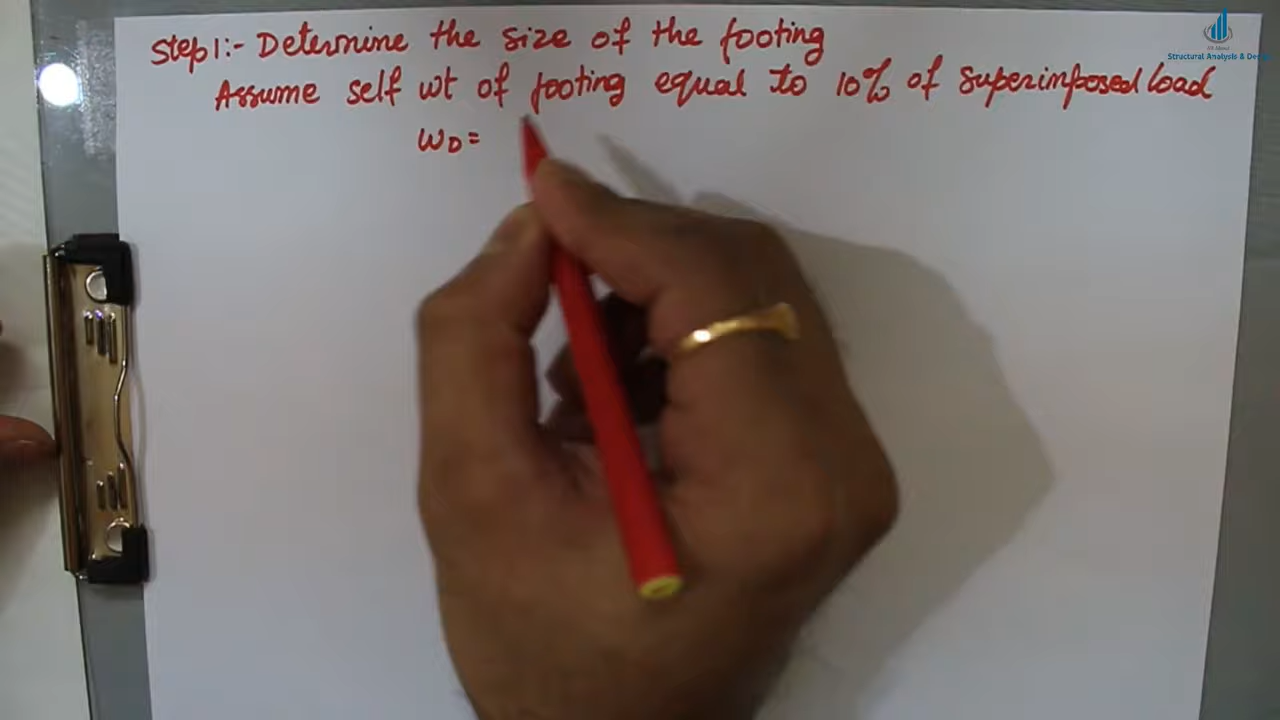 Step1:- Determine the size of the footing
Assume self wt of footing equal to 10% of superimposed load
WD=
Structural Analysis & De